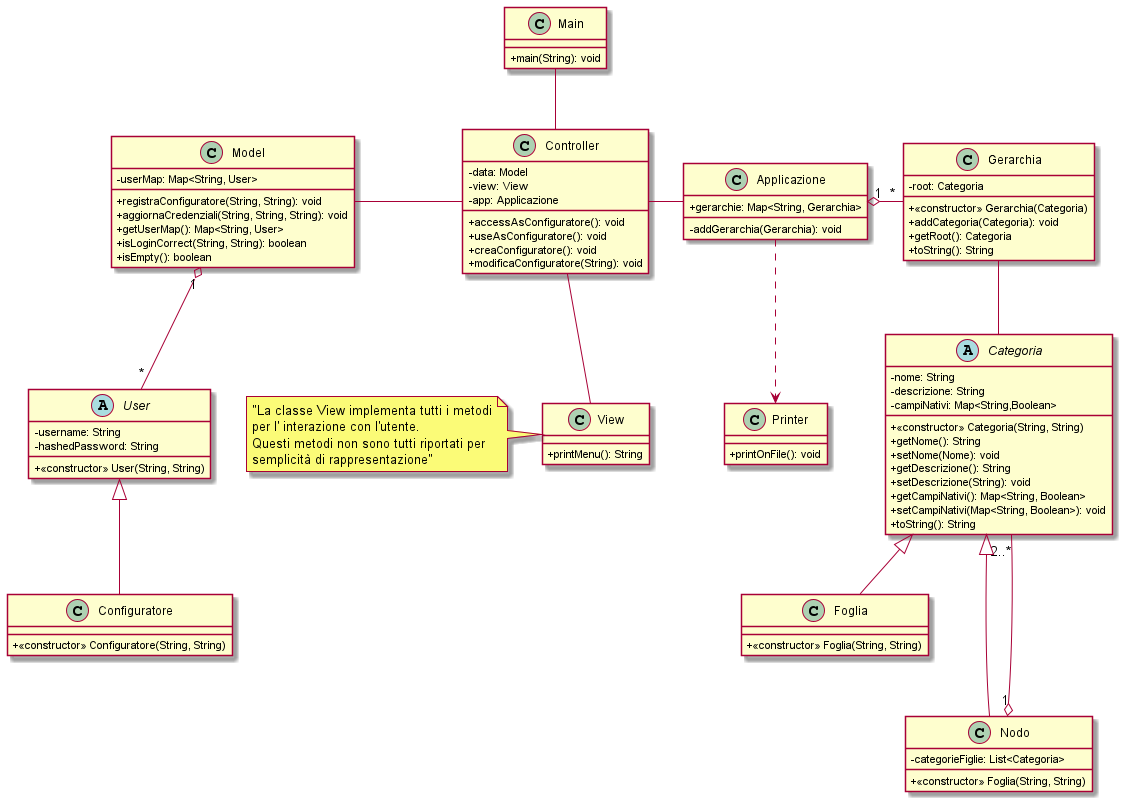 C Main
+main(String): void
C Model
-userMap: Map<String, User>
+registraConfiguratore(String, String): void
+aggiornaCredenziali(String, String, String): void
+getUserMap(): Map<String, User>
+isLoginCorrect(String, String): boolean
+isEmpty(): boolean
C Controller
-data: Model
-view: View
-app: Applicazione
+accessAsConfiguratore(): void
+useAsConfiguratore(): void
+creaConfiguratore(): void
+modificaConfiguratore(String): void
C Applicazione
+gerarchie: Map<String, Gerarchia>
-addGerarchia(Gerarchia): void
1 *
C Gerarchia
-root: Categoria
+«constructor» Gerarchia(Categoria)
+addCategoria(Categoria): void
+getRoot(): Categoria
+toString(): String
1
*
A User
-username: String
-hashedPassword: String
+«constructor» User(String, String)
"La classe View implementa tutti i metodi
per l' interazione con l'utente.
Questi metodi non sono tutti riportati per
semplicità di rappresentazione"
C View
+printMenu(): String
C Printer
+printOnFile(): void
A Categoria
-nome: String
-descrizione: String
-campiNativi: Map<String,Boolean>
+«constructor» Categoria(String, String)
+getNome(): String
+setNome(Nome): void
+getDescrizione(): String
+setDescrizione(String): void
+getCampiNativi(): Map<String, Boolean>
+setCampiNativi(Map<String, Boolean>): void
+toString(): String
2..*
C Configuratore
+«constructor» Configuratore(String, String)
C Foglia
+«constructor» Foglia(String, String)
1
C Nodo
-categorieFiglie: List<Categoria>
+«constructor» Foglia(String, String)